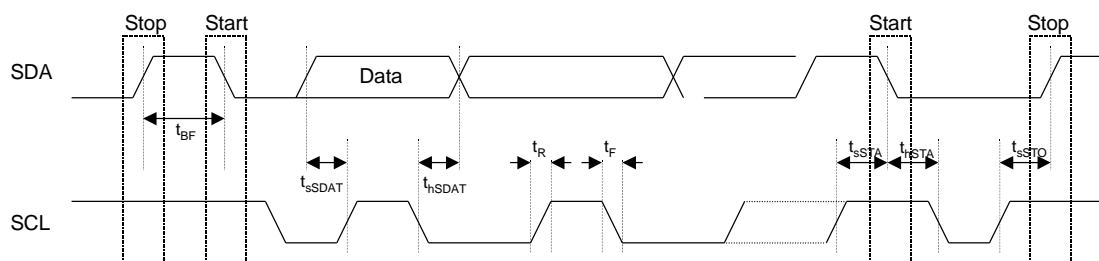 Stop Start Start Stop
SDA
Data
tBF
tR tF
tsSTA thSTA tsSTO
tsSDAT thSDAT
SCL